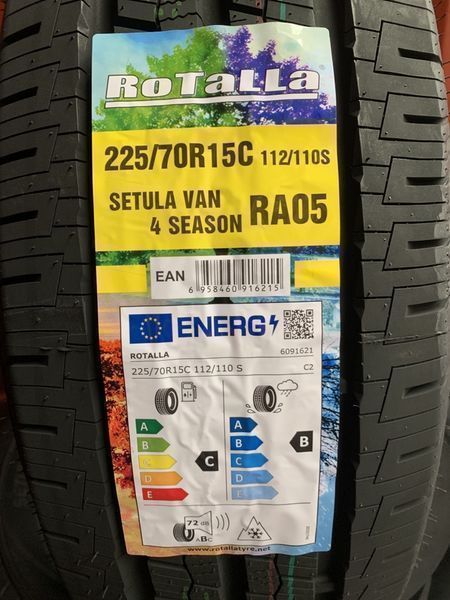 RoTalla
225/70R15C 112/110S
SETULA VAN
4 SEASON RA05
EAN
6 958460 916215
ENERG
ROTALLA 6091621
225/70R15C 112/110 S C2
A
B
C
D
E
C
A
B
C
D
E
B
72 dB
ABC
www.rotallatyre.net